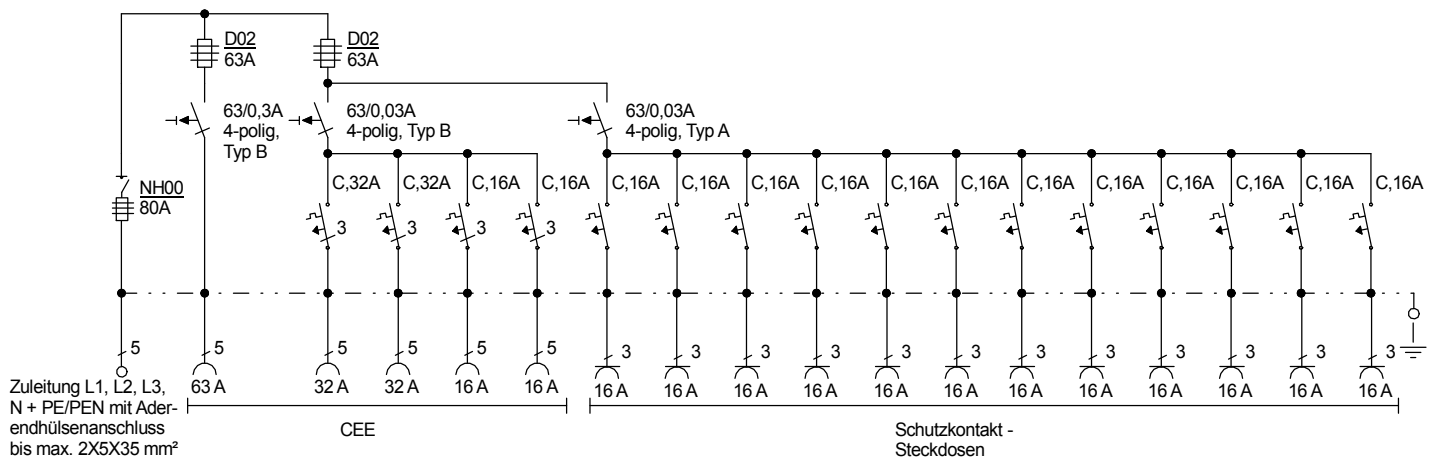 D02
63A
D02
63A
63/0,3A
4-polig,
Typ B
63/0,03A
4-polig, Typ B
63/0,03A
4-polig, Typ A
NH00
80A
C,32A
C,32A
C,16A
C,16A
C,16A
C,16A
C,16A
C,16A
C,16A
C,16A
C,16A
C,16A
C,16A
C,16A
C,16A
C,16A
3
3
3
3
5
5
5
5
5
5
3
3
3
3
3
3
3
3
3
3
3
3
63 A
32 A
32 A
16 A
16 A
16 A
16 A
16 A
16 A
16 A
16 A
16 A
16 A
16 A
16 A
16 A
16 A
Zuleitung L1, L2, L3,
N + PE/PEN mit Ader-
endhülsenanschluss
bis max. 2X5X35 mm²
CEE
Schutzkontakt -
Steckdosen